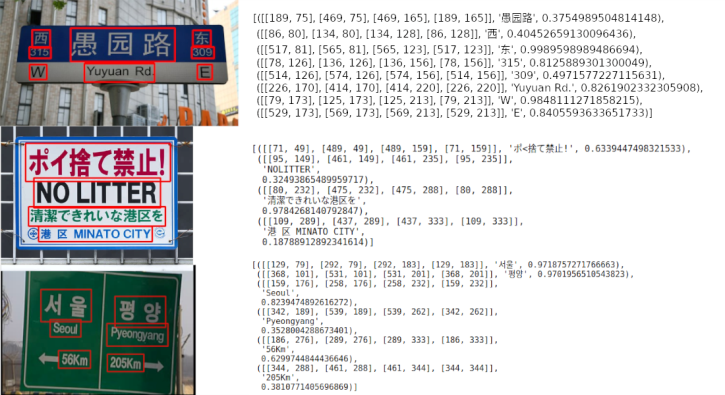 西 愚园路 东
315 309
W Yuyuan Rd. E
[([[189, 75], [469, 75], [469, 165], [189, 165]], '愚园路', 0.3754989504814148),
([[86, 80], [134, 80], [134, 128], [86, 128]], '西', 0.40452659130096436),
([[517, 81], [565, 81], [565, 123], [517, 123]], '东', 0.9989598989486694),
([[78, 126], [136, 126], [136, 156], [78, 156]], '315', 0.8125889301300049),
([[514, 126], [574, 126], [574, 156], [514, 156]], '309', 0.4971577227115631),
([[226, 170], [414, 170], [414, 220], [226, 220]], 'Yuyuan Rd.', 0.8261902332305908),
([[79, 173], [125, 173], [125, 213], [79, 213]], 'W', 0.9848111271858215),
([[529, 173], [569, 173], [569, 213], [529, 213]], 'E', 0.8405593633651733)]
ポイ捨て禁止!
NO LITTER
清潔できれいな港区を
港 区 MINATO CITY
[([[71, 49], [489, 49], [489, 159], [71, 159]], 'ポ<捨て禁止!', 0.6339447498321533),
([[95, 149], [461, 149], [461, 235], [95, 235]],
'NOLITTER',
0.32493865489959717),
([[80, 232], [475, 232], [475, 288], [80, 288]],
'清潔できれいな港区を',
0.9784268140792847),
([[109, 289], [437, 289], [437, 333], [109, 333]],
'港 区 MINATO CITY',
0.18788912892341614)]
서울 평양
Seoul Pyeongyang
56Km 205Km
[([[129, 79], [292, 79], [292, 183], [129, 183]], '서울', 0.9718757271766663),
([[368, 101], [531, 101], [531, 201], [368, 201]], '평양', 0.9701956510543823),
([[159, 176], [258, 176], [258, 232], [159, 232]],
'Seoul',
0.8239474892616272),
([[342, 189], [539, 189], [539, 262], [342, 262]],
'Pyeongyang',
0.3528004288673401),
([[186, 276], [289, 276], [289, 333], [186, 333]],
'56Km',
0.6299744844436646),
([[344, 288], [461, 288], [461, 344], [344, 344]],
'205Km',
0.3810771405696869)]